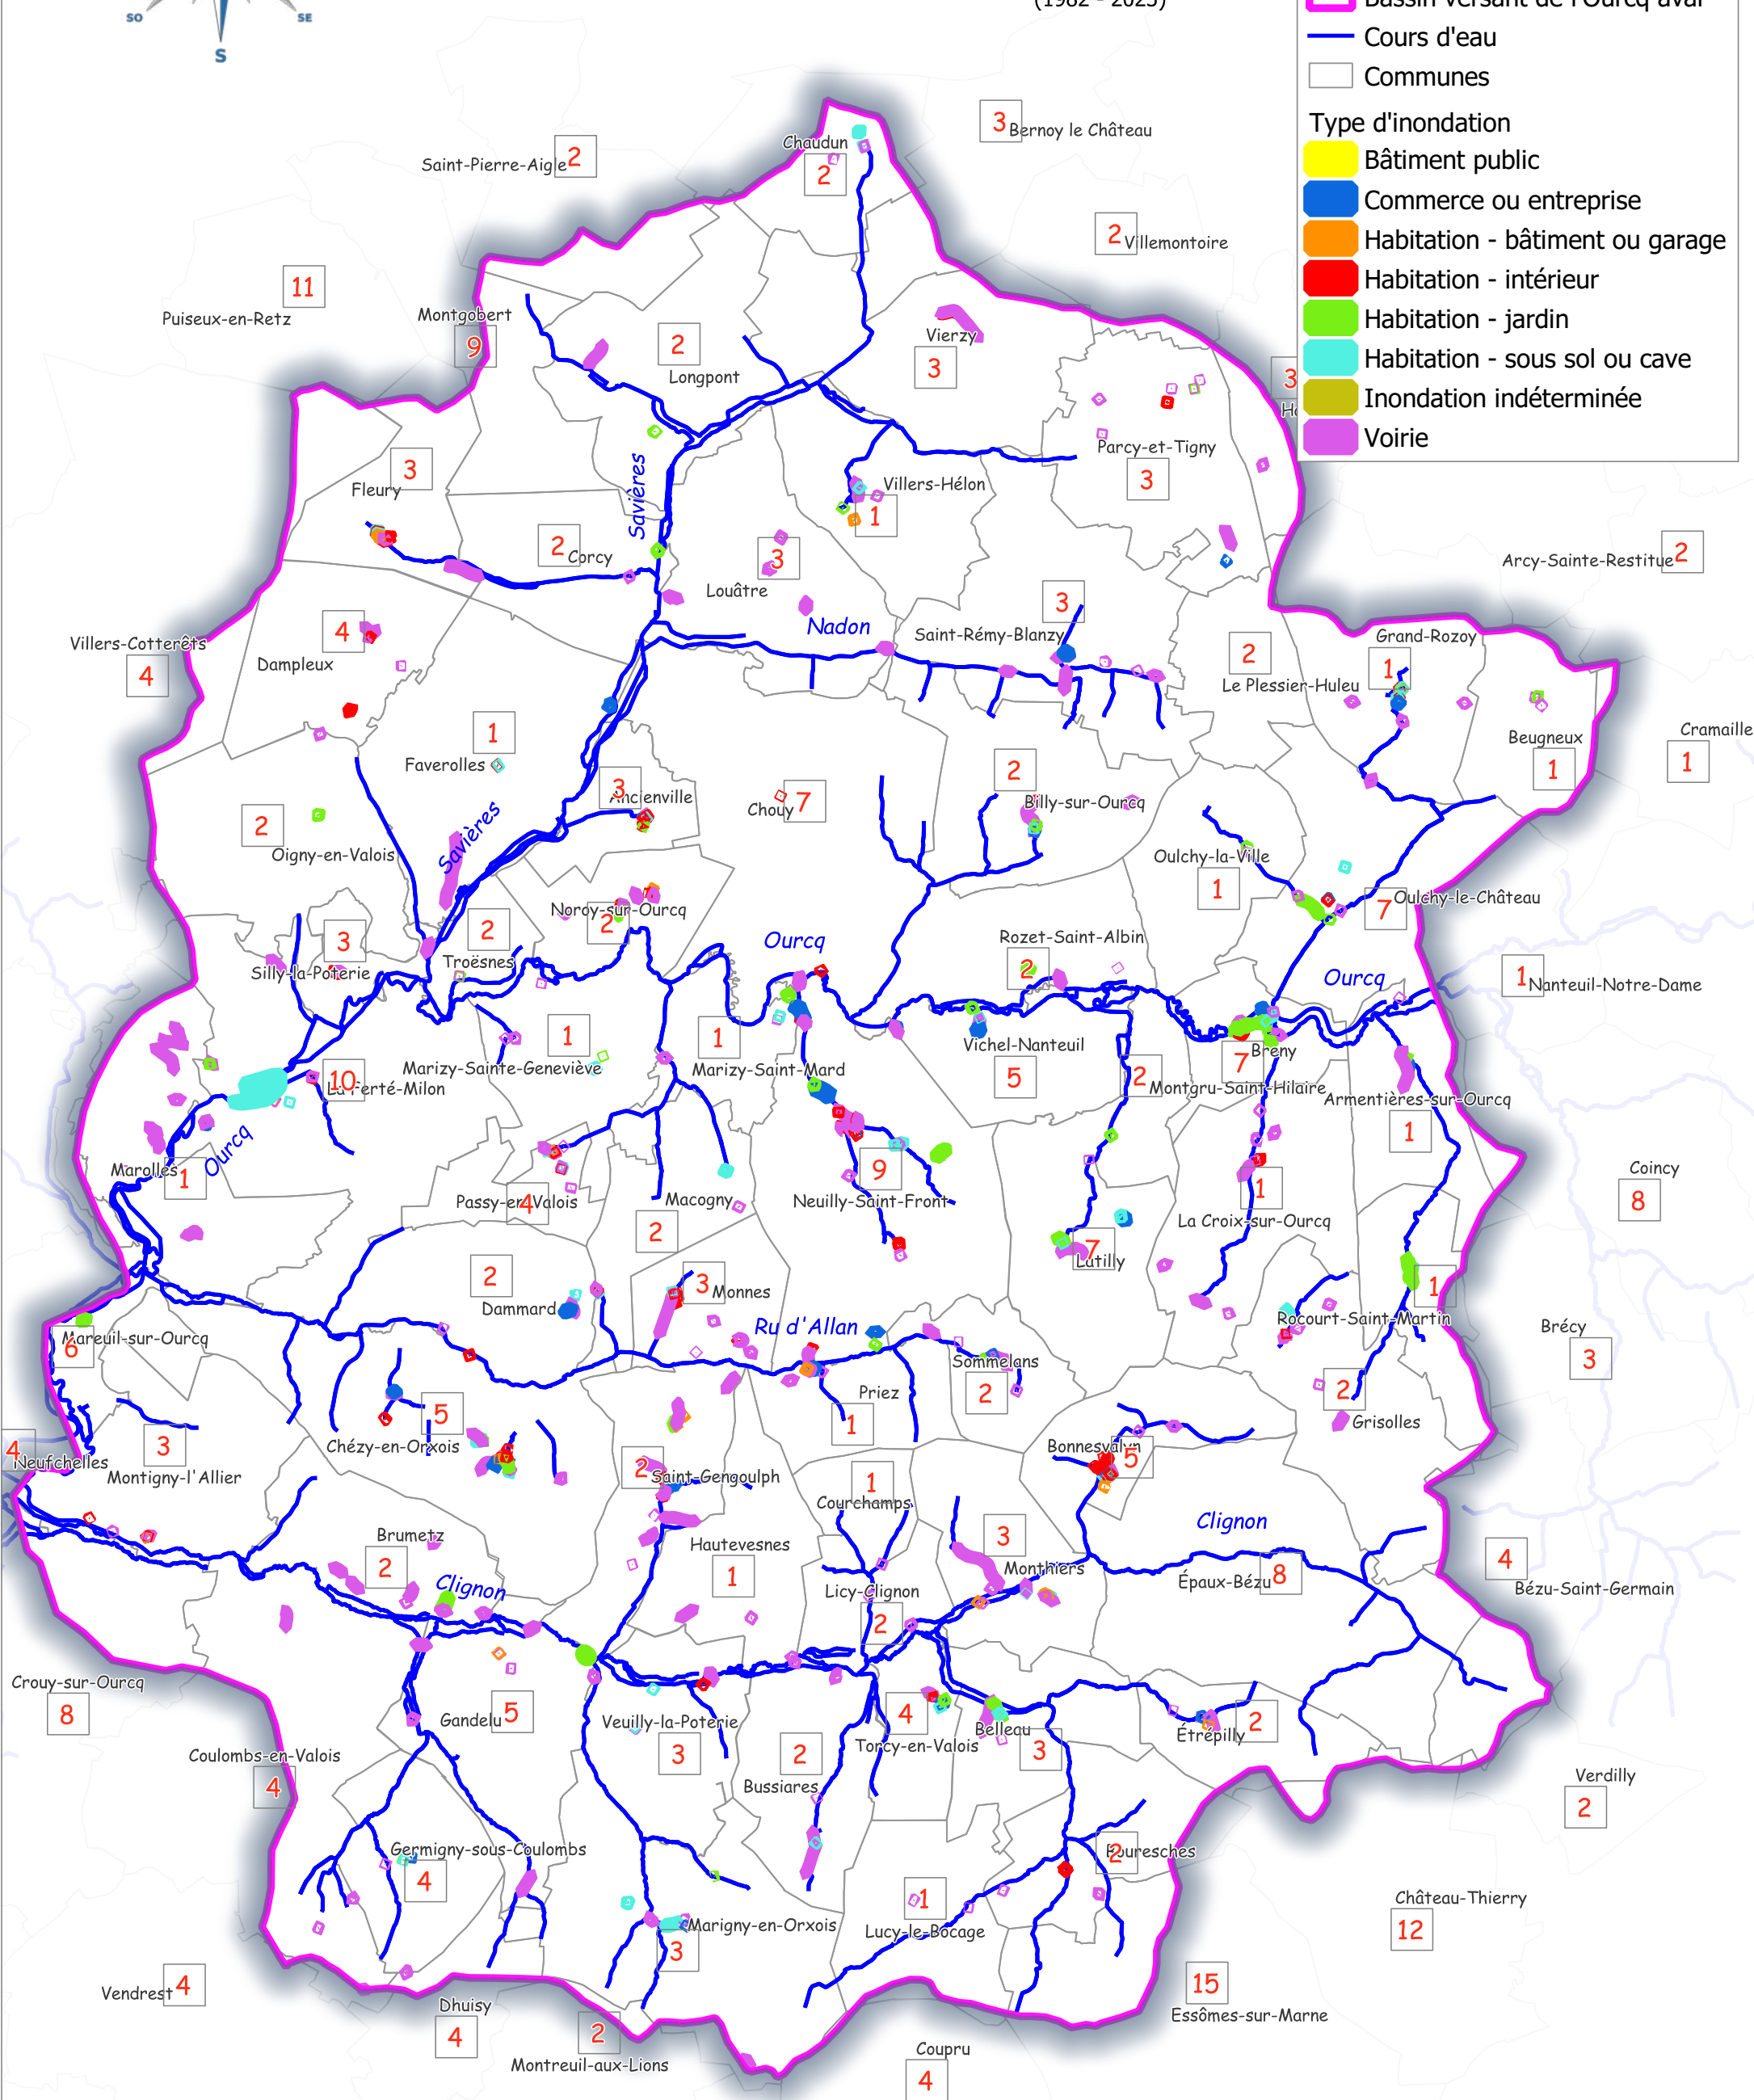 SO
SE
S
(1982 - 2023)
Bassin versant de l'Ourcq aval
Cours d'eau
Communes
Type d'inondation
Bâtiment public
Commerce ou entreprise
Habitation - bâtiment ou garage
Habitation - intérieur
Habitation - jardin
Habitation - sous sol ou cave
Inondation indéterminée
Voirie
3 Bernoy le Château
Chaudun
2
Saint-Pierre-Aigle 2
2 Villemontoire
11
Puiseux-en-Retz
Montgobert
9
2
Longpont
Vierzy
3
3
Parcy-et-Tigny
3
3
Fleury
Savières
Villers-Hélon
1
2
Corcy
3
Louâtre
Arcy-Sainte-Restitue 2
3
Saint-Rémy-Blanzy
Nadon
4
Dampleux
Villers-Cotterêts
4
2
Le Plessier-Huleu
Grand-Rozoy
1
Beugneux
1
Cramaille
1
1
Faverolles
3
Ancienville
Chouy 7
2
Billy-sur-Ourcq
2
Oigny-en-Valois
Savières
Oulchy-la-Ville
1
7 Oulchy-le-Château
Noroy-sur-Ourcq
2
2
Troësnes
3
Silly-la-Poterie
Ourcq
Rozet-Saint-Albin
2
Ourcq
1 Nanteuil-Notre-Dame
1
Marizy-Sainte-Geneviève
1
Marizy-Saint-Mard
Vichel-Nanteuil
5
2
Montgru-Saint-Hilaire
7
Breny
Armentières-sur-Ourcq
1
10
La Ferté-Milon
Ourcq
Marolles
1
Passy-en-Valois
4
Macogny
2
9
Neuilly-Saint-Front
1
La Croix-sur-Ourcq
7
Latilly
Coincy
8
2
Dammard
3
Monnes
1
Rocourt-Saint-Martin
Mareuil-sur-Ourcq
6
Ru d'Allan
Brécy
3
Sommelans
2
Priez
1
2
Grisolles
5
Chézy-en-Orxois
3
Montigny-l'Allier
4
Neufchelles
2
Saint-Gengoulph
1
Courchamps
Bonnesvalyn
5
Clignon
Brumetz
2
Clignon
Hautevesnes
1
3
Monthiers
Épaux-Bézu 8
4
Bézu-Saint-Germain
Licy-Clignon
2
Crouy-sur-Ourcq
8
Gandelu 5
Veuilly-la-Poterie
3
2
Bussiares
4
Torcy-en-Valois
Belleau
3
Étrépilly
2
Coulombs-en-Valois
4
Verdilly
2
Germigny-sous-Coulombs
4
2
Bouresches
Marigny-en-Orxois
3
1
Lucy-le-Bocage
Château-Thierry
12
Vendrest 4
15
Essômes-sur-Marne
Dhuisy
4
2
Montreuil-aux-Lions
Coupru
4